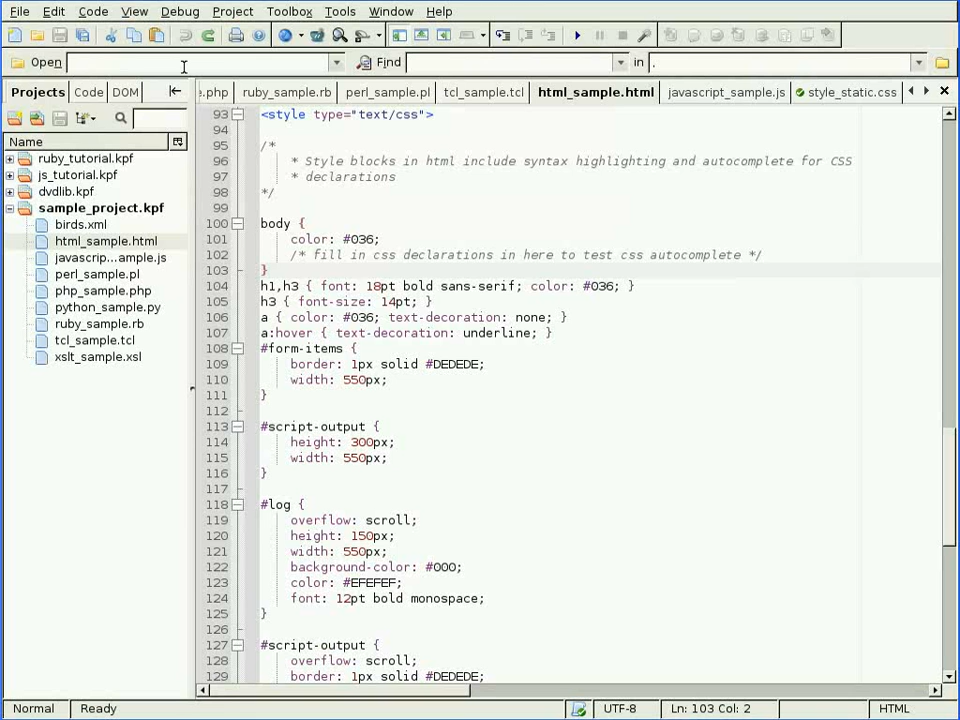 File Edit Code View Debug Project Toolbox Tools Window Help
Open Find in .
Projects Code DOM
.php ruby_sample.rb perl_sample.pl tcl_sample.tcl html_sample.html javascript_sample.js style_static.css
Name
ruby_tutorial.kpf
js_tutorial.kpf
dvdlib.kpf
sample_project.kpf
birds.xml
html_sample.html
javascrip...ample.js
perl_sample.pl
php_sample.php
python_sample.py
ruby_sample.rb
tcl_sample.tcl
xslt_sample.xsl
93 <style type="text/css">
94
95 /*
96 * Style blocks in html include syntax highlighting and autocomplete for CSS
97 * declarations
98 */
99
100 body {
101 color: #036;
102 /* fill in css declarations in here to test css autocomplete */
103 }
104 h1,h3 { font: 18pt bold sans-serif; color: #036; }
105 h3 { font-size: 14pt; }
106 a { color: #036; text-decoration: none; }
107 a:hover { text-decoration: underline; }
108 #form-items {
109 border: 1px solid #DEDEDE;
110 width: 550px;
111 }
112
113 #script-output {
114 height: 300px;
115 width: 550px;
116 }
117
118 #log {
119 overflow: scroll;
120 height: 150px;
121 width: 550px;
122 background-color: #000;
123 color: #EFEFEF;
124 font: 12pt bold monospace;
125 }
126
127 #script-output {
128 overflow: scroll;
129 border: 1px solid #DEDEDE;
Normal Ready UTF-8 Ln: 103 Col: 2 HTML